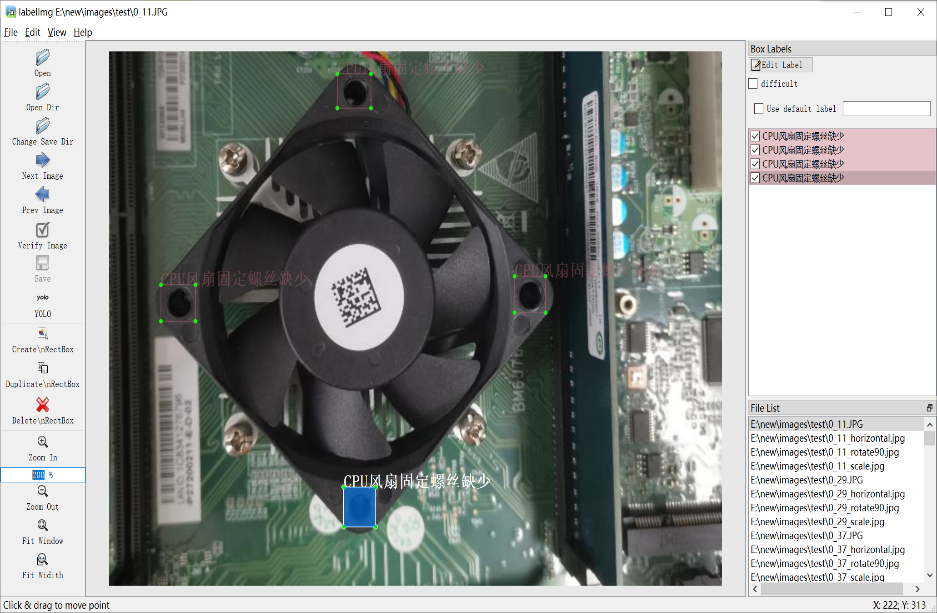 labelImg E:\new\images\test\0_11.JPG
File Edit View Help
Open
Open Dir
Change Save Dir
Next Image
Prev Image
Verify Image
Save
yolo
YOLO
Create\nRectBox
Duplicate\nRectBox
Delete\nRectBox
Zoom In
200 %
Zoom Out
Fit Window
Fit Width
CPU风扇固定螺丝缺少
CPU风扇固定螺丝缺少
CPU风扇固定螺丝缺少
CPU风扇固定螺丝缺少
Box Labels
Edit Label
difficult
Use default label
CPU风扇固定螺丝缺少
CPU风扇固定螺丝缺少
CPU风扇固定螺丝缺少
CPU风扇固定螺丝缺少
File List
E:\new\images\test\0_11.JPG
E:\new\images\test\0_11_horizontal.jpg
E:\new\images\test\0_11_rotate90.jpg
E:\new\images\test\0_11_scale.jpg
E:\new\images\test\0_29.JPG
E:\new\images\test\0_29_horizontal.jpg
E:\new\images\test\0_29_rotate90.jpg
E:\new\images\test\0_29_scale.jpg
E:\new\images\test\0_37.JPG
E:\new\images\test\0_37_horizontal.jpg
E:\new\images\test\0_37_rotate90.jpg
E:\new\images\test\0_37_scale.jpg
Click & drag to move point
X: 222; Y: 313